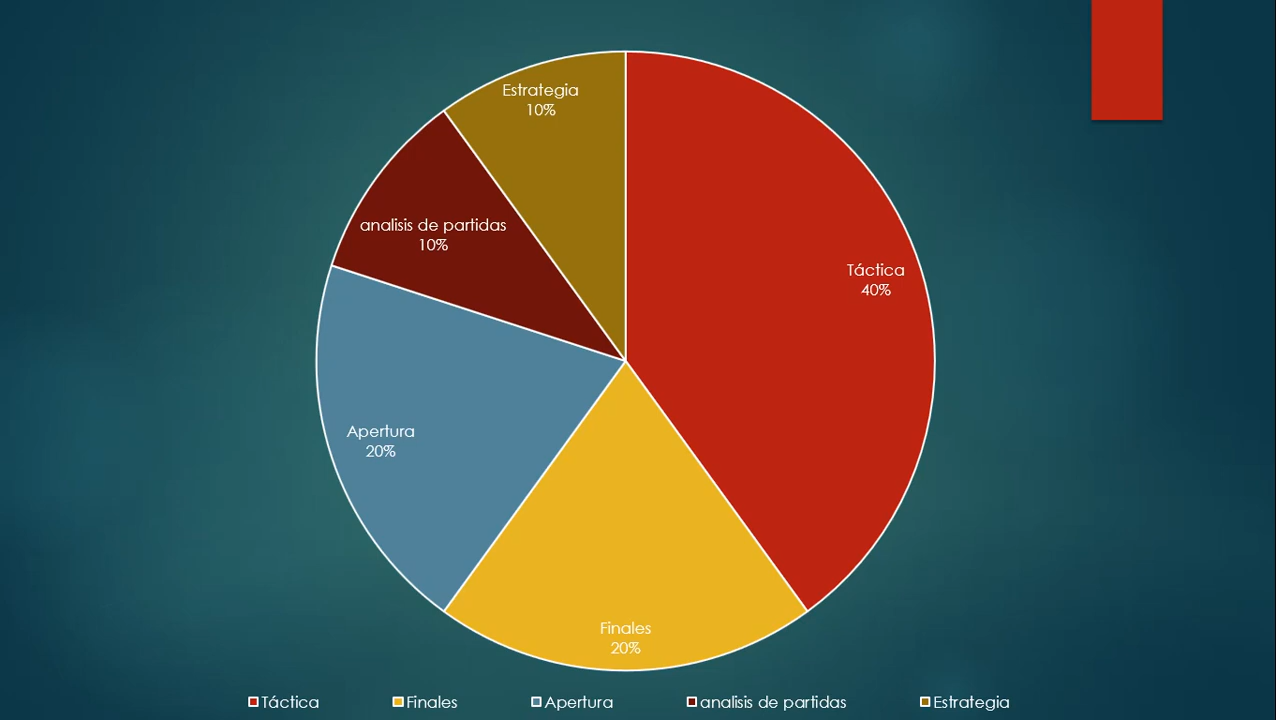 Estrategia
10%
analisis de partidas
10%
Táctica
40%
Apertura
20%
Finales
20%
Táctica
Finales
Apertura
analisis de partidas
Estrategia